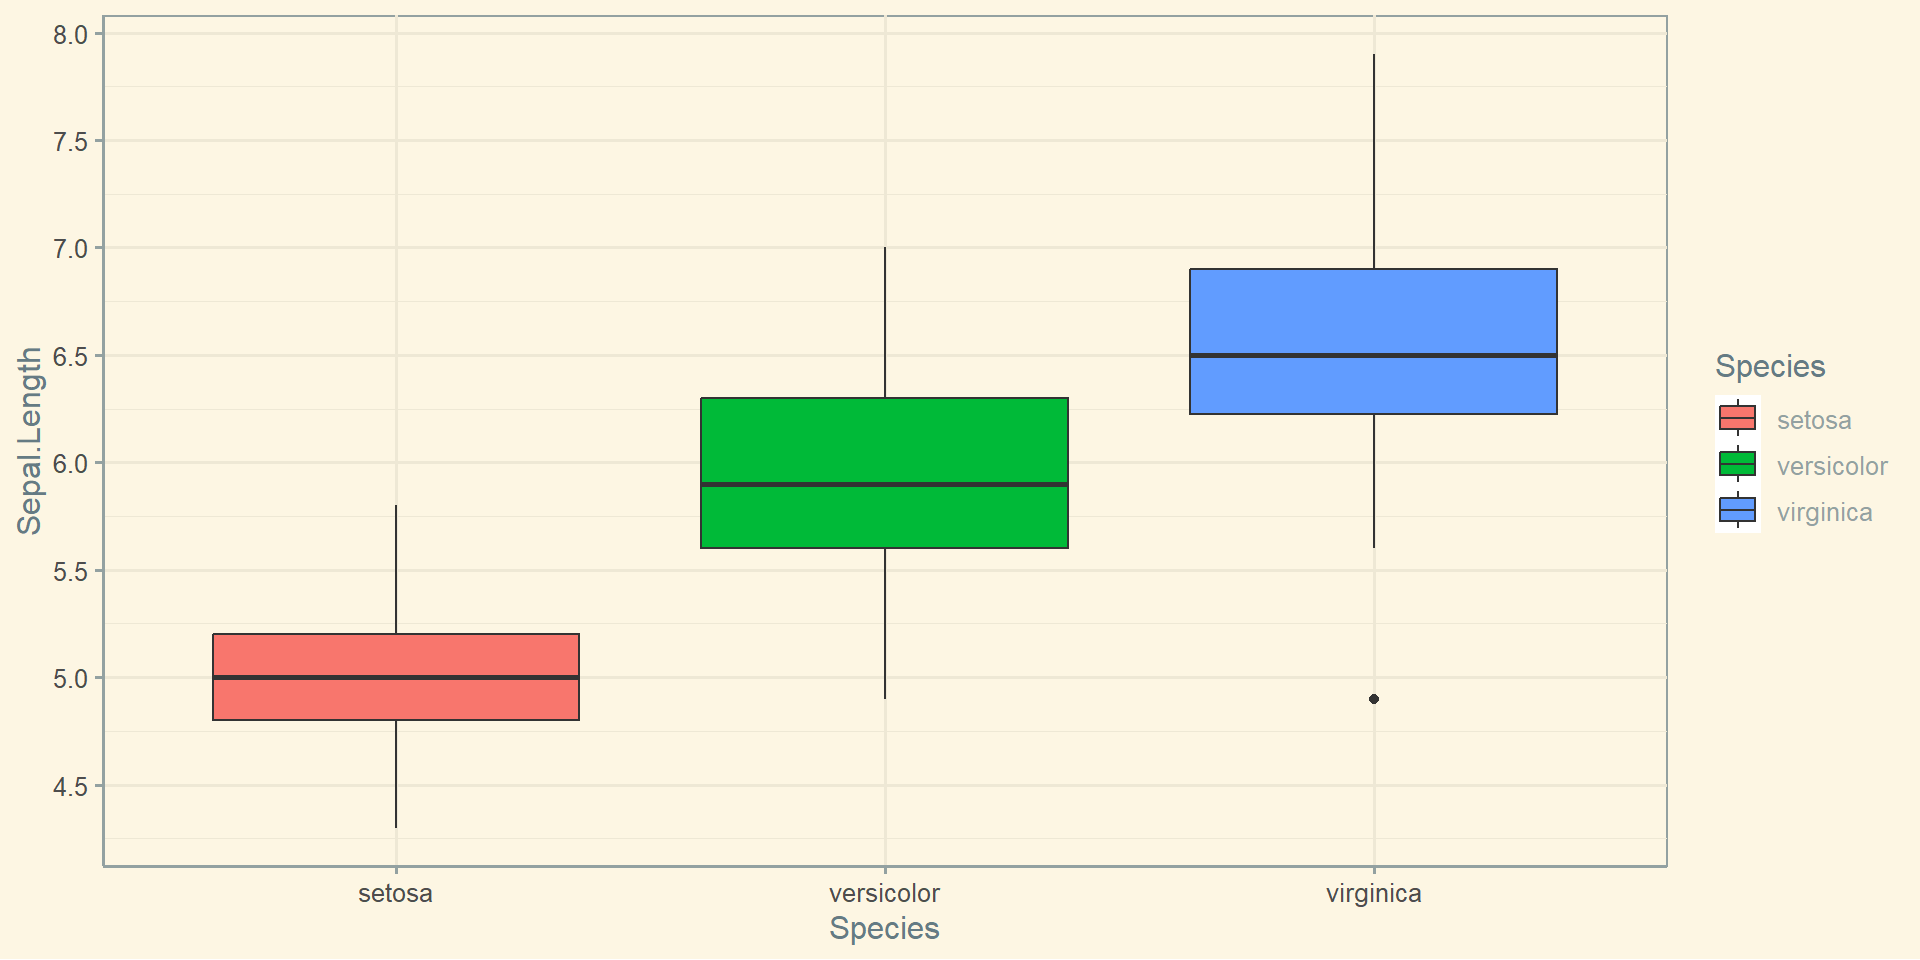 8.0
7.5
7.0
6.5
6.0
5.5
5.0
4.5
Sepal.Length
setosa versicolor virginica
Species
Species
setosa
versicolor
virginica